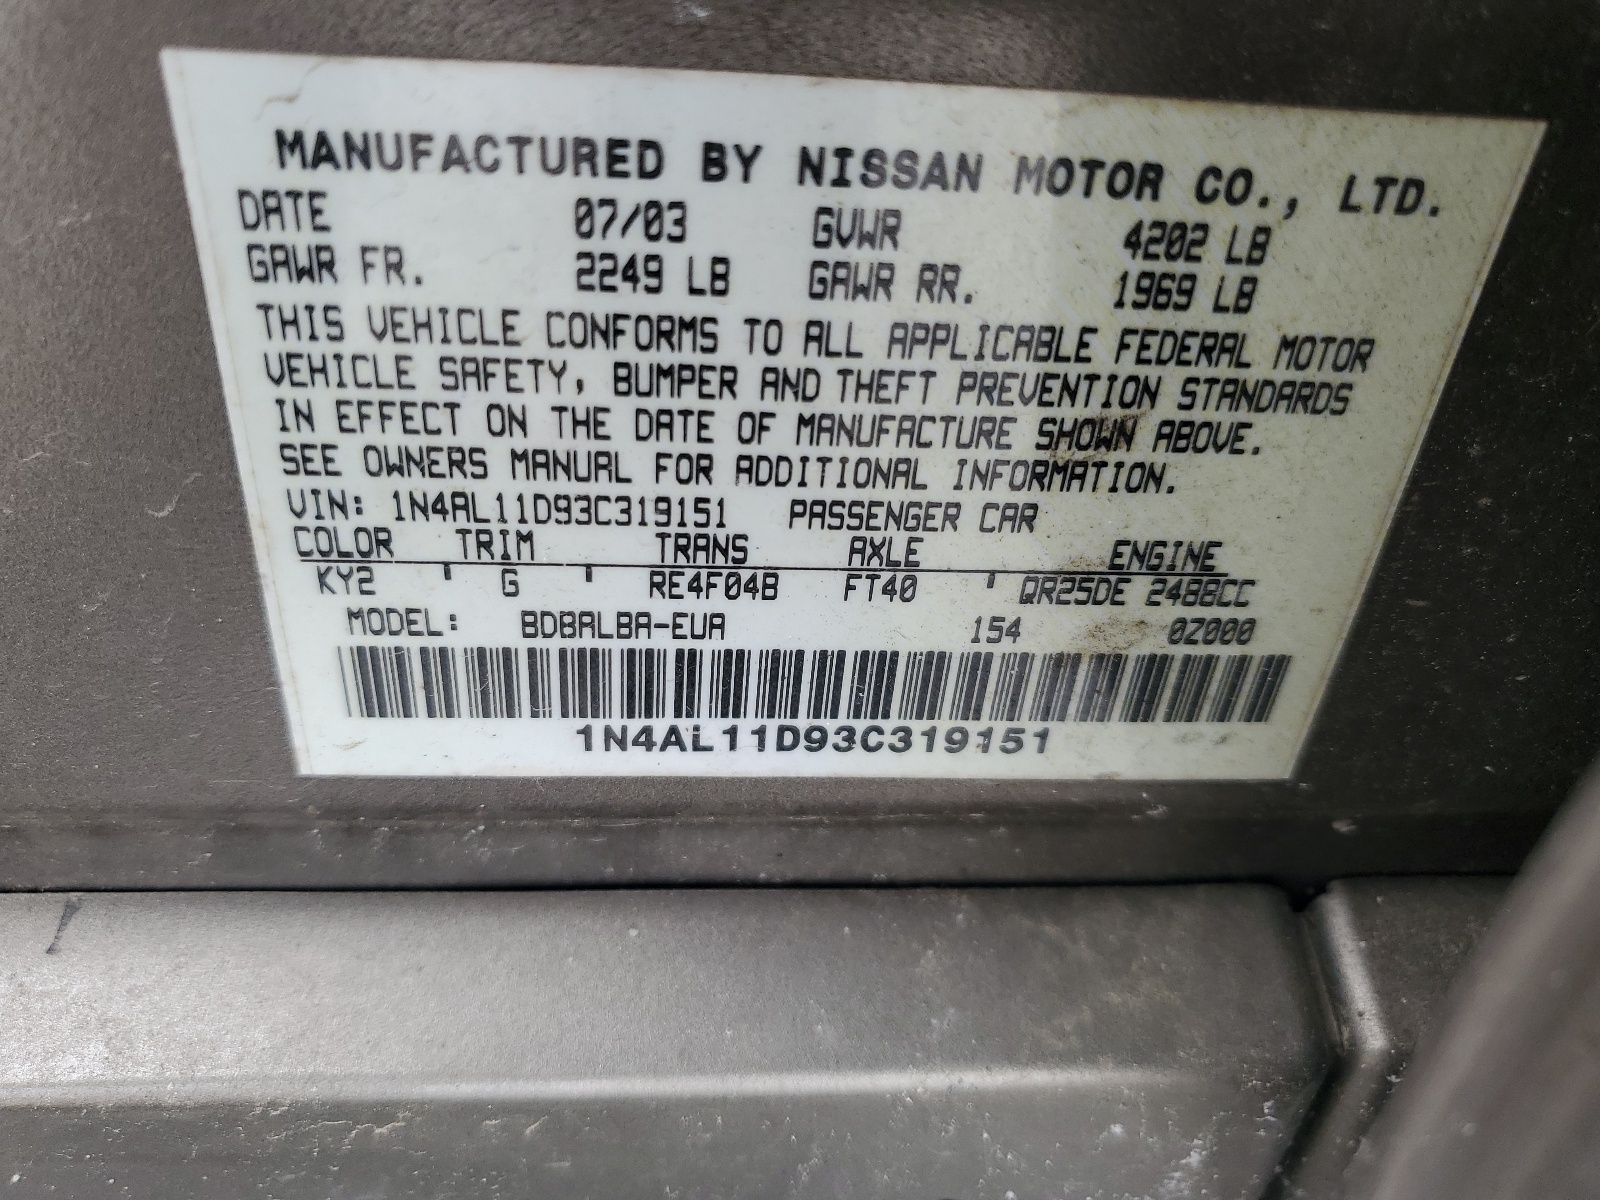 MANUFACTURED BY NISSAN MOTOR CO., LTD.
DATE 07/03 GVWR 4202 LB
GAWR FR. 2249 LB GAWR RR. 1969 LB
THIS VEHICLE CONFORMS TO ALL APPLICABLE FEDERAL MOTOR
VEHICLE SAFETY, BUMPER AND THEFT PREVENTION STANDARDS
IN EFFECT ON THE DATE OF MANUFACTURE SHOWN ABOVE.
SEE OWNERS MANUAL FOR ADDITIONAL INFORMATION.
VIN: 1N4AL11D93C319151 PASSENGER CAR
COLOR TRIM TRANS AXLE ENGINE
KY2 ' G ' RE4F04B FT40 ' QR25DE 2488CC
MODEL: BDBALBA-EUA 154 0Z000
1N4AL11D93C319151